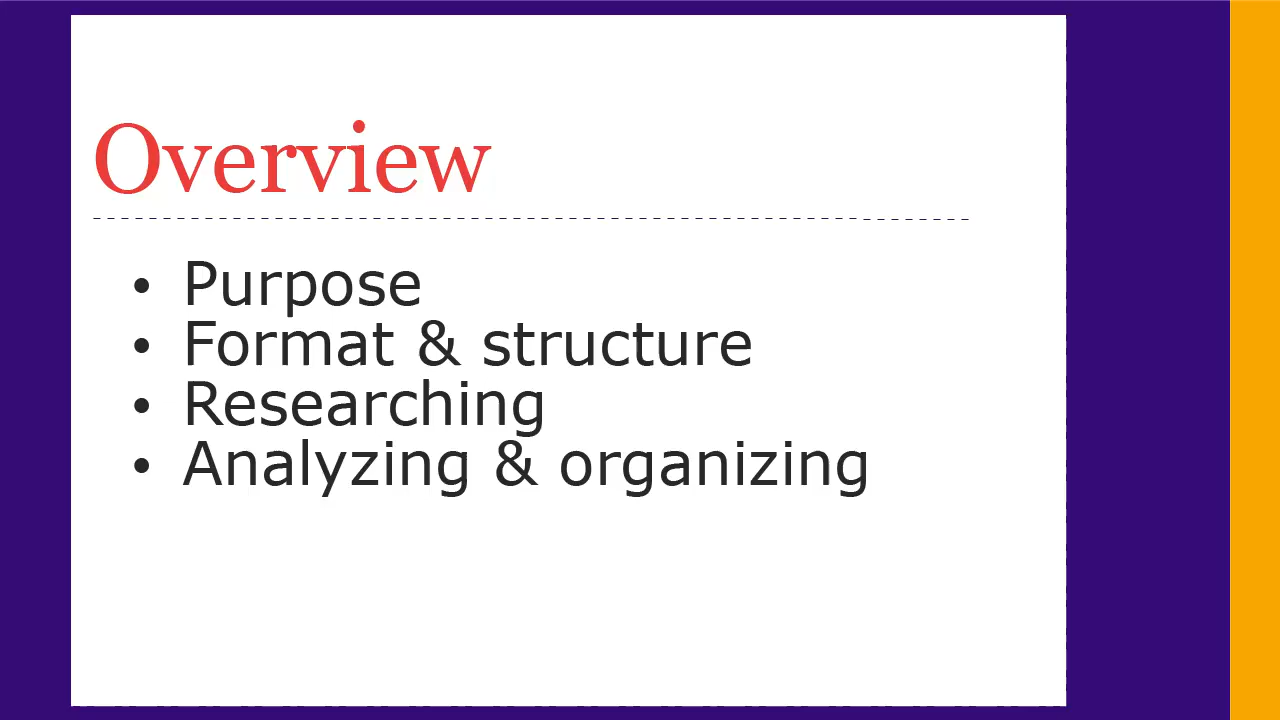 Overview
• Purpose
• Format & structure
• Researching
• Analyzing & organizing